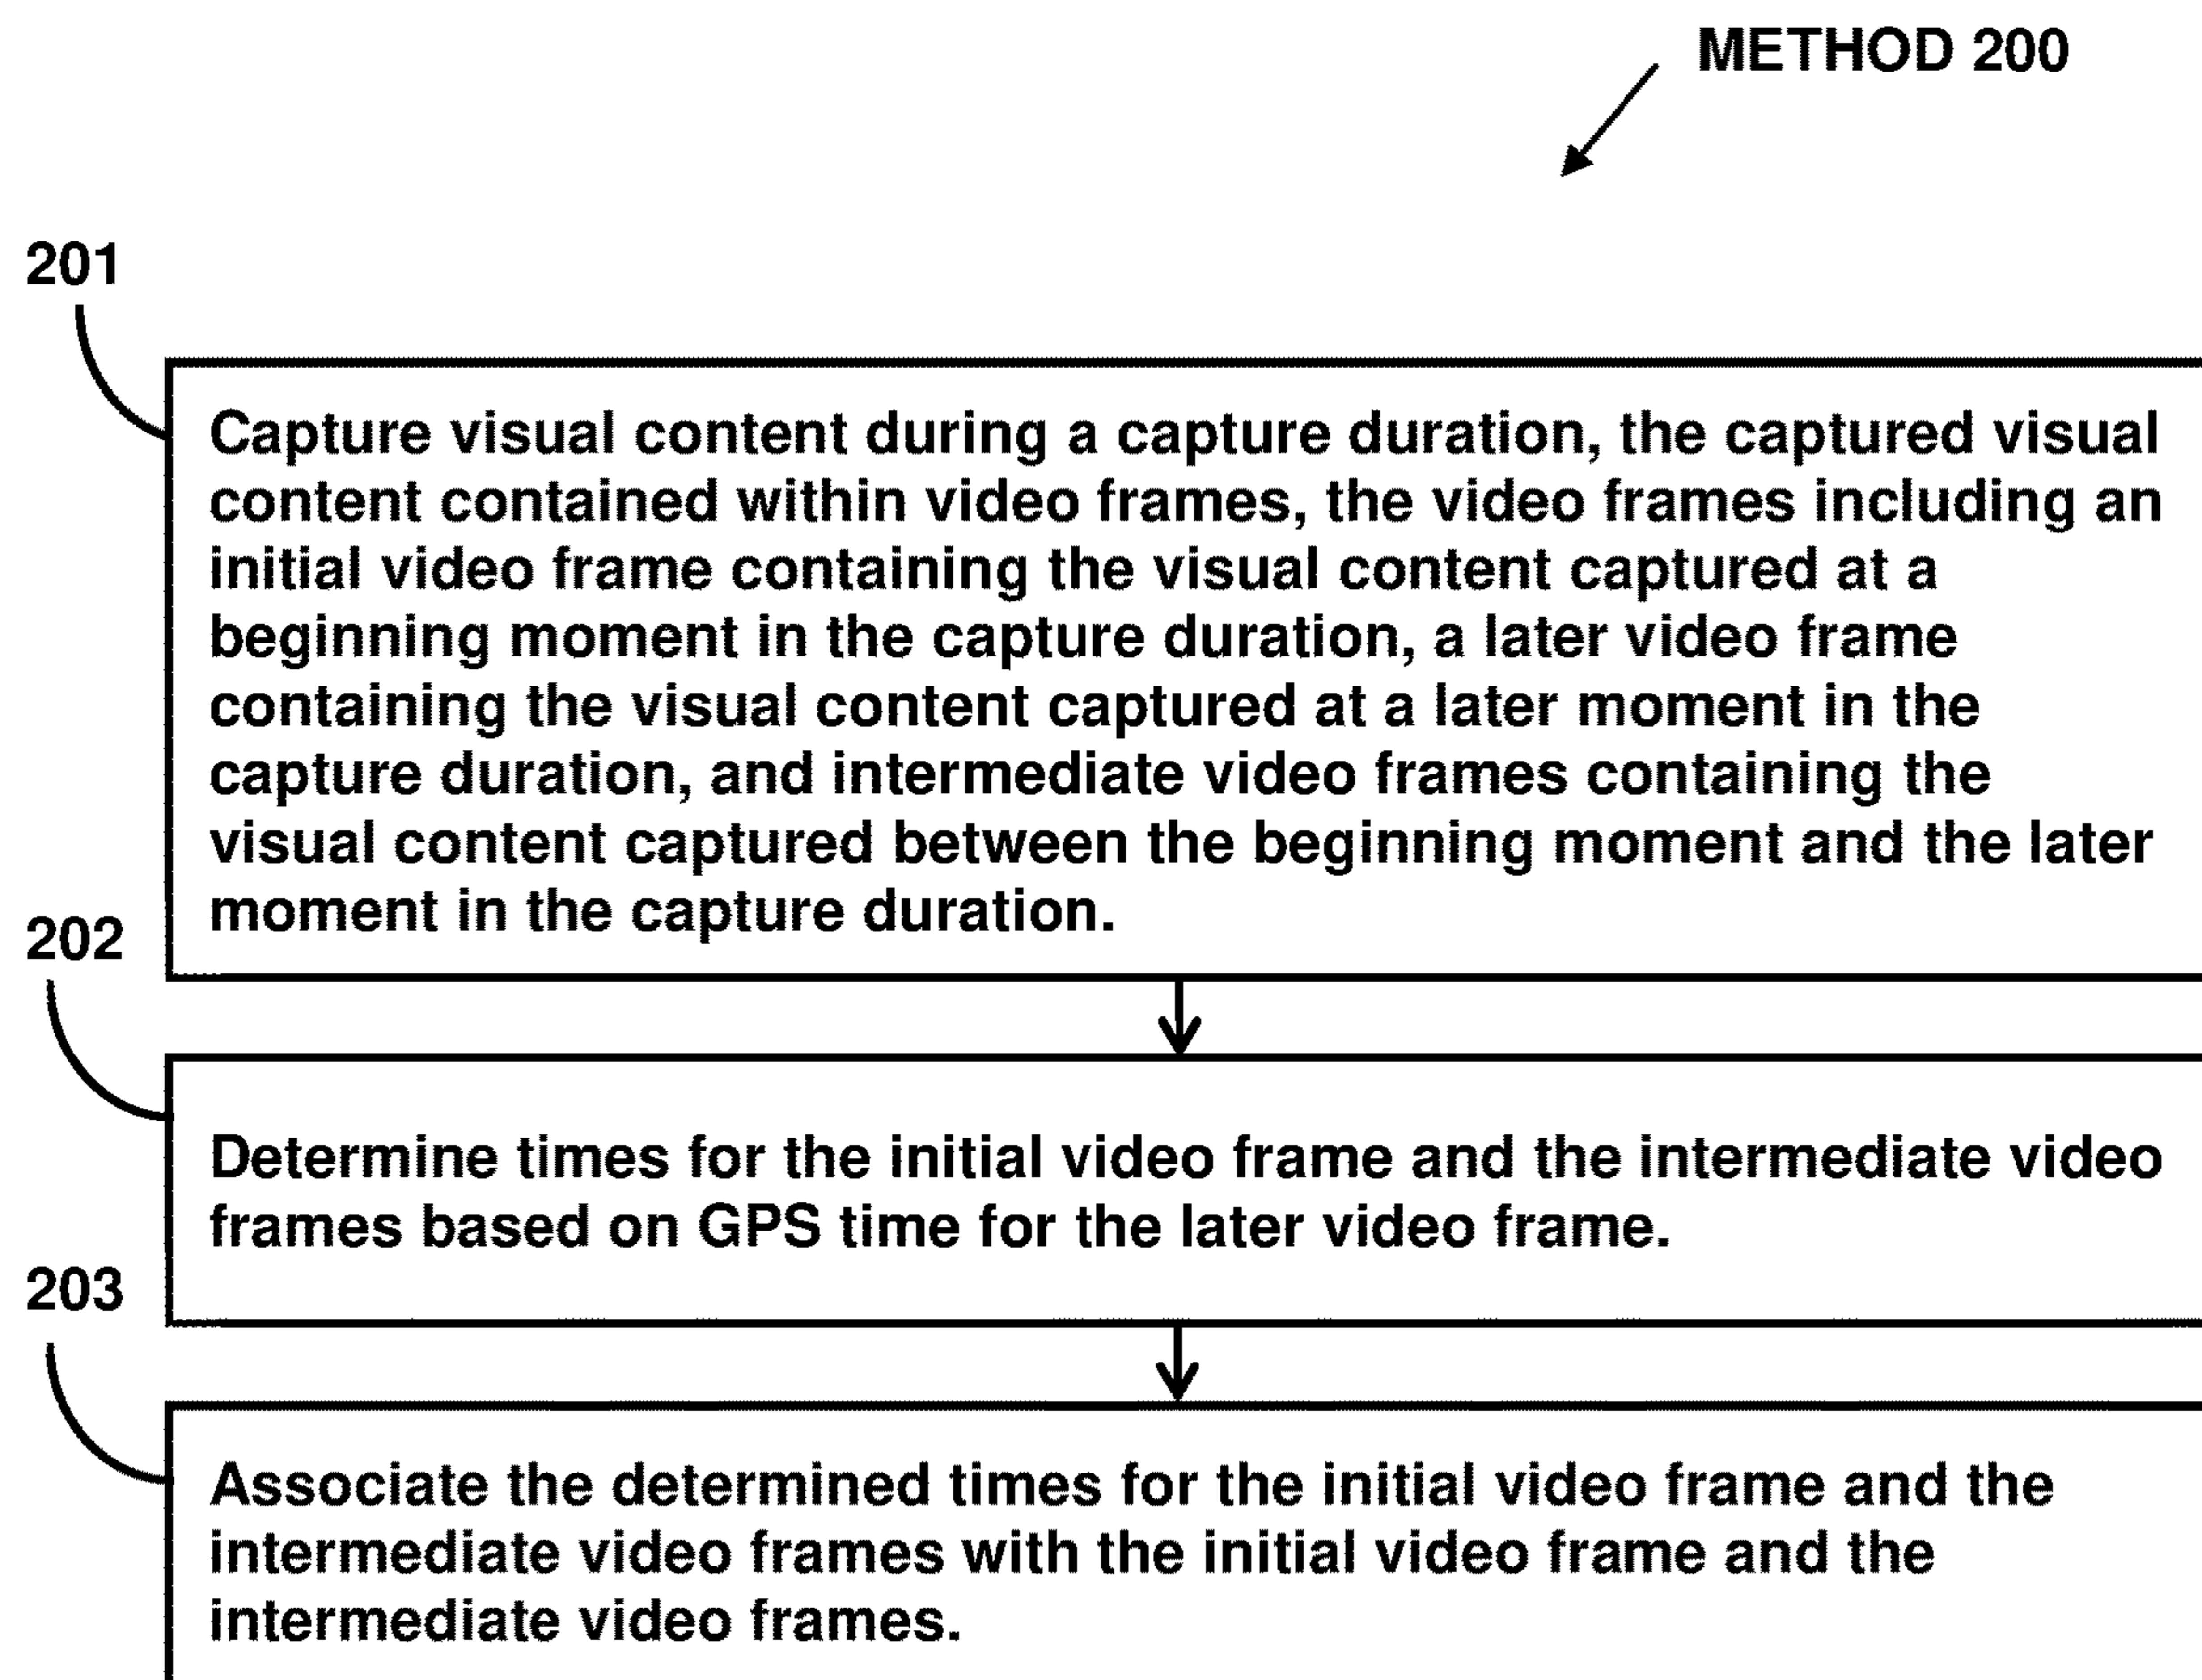 METHOD 200
201
Capture visual content during a capture duration, the captured visual
content contained within video frames, the video frames including an
initial video frame containing the visual content captured at a
beginning moment in the capture duration, a later video frame
containing the visual content captured at a later moment in the
capture duration, and intermediate video frames containing the
visual content captured between the beginning moment and the later
moment in the capture duration.
202
Determine times for the initial video frame and the intermediate video
frames based on GPS time for the later video frame.
203
Associate the determined times for the initial video frame and the
intermediate video frames with the initial video frame and the
intermediate video frames.